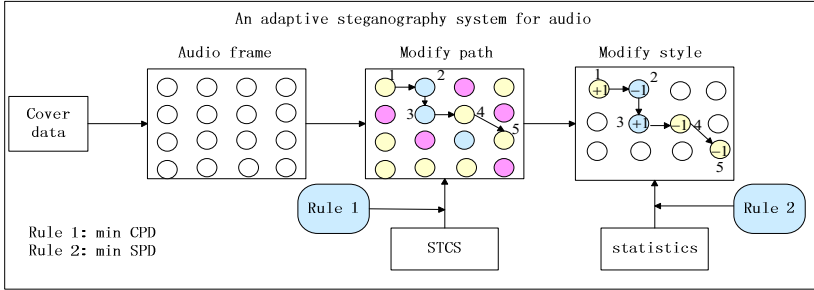 An adaptive steganography system for audio
Audio frame
Modify path
Modify style
Cover
data
1
2
3
4
5
1
2
+1
-1
3
+1
-1
4
-1
5
Rule 1
Rule 2
Rule 1: min CPD
Rule 2: min SPD
STCS
statistics